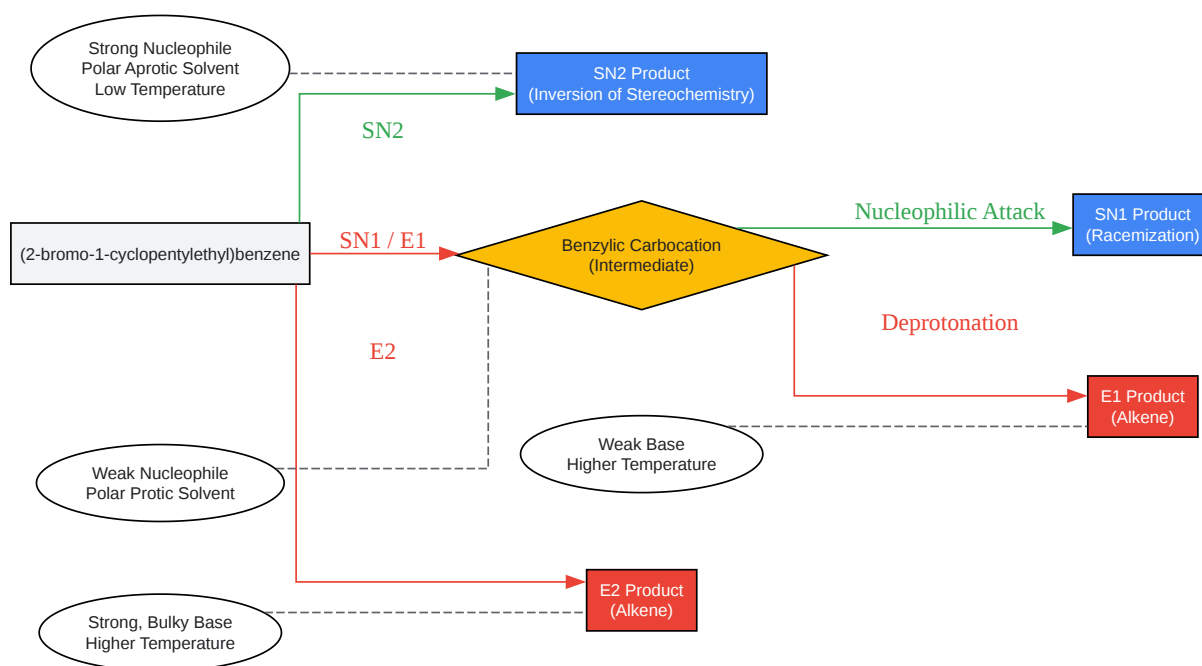 Strong Nucleophile
Polar Aprotic Solvent
Low Temperature
SN2 Product
(Inversion of Stereochemistry)
SN2
(2-bromo-1-cyclopentylethyl)benzene
SN1 / E1
Benzylic Carbocation
(Intermediate)
Nucleophilic Attack
SN1 Product
(Racemization)
E2
Deprotonation
E1 Product
(Alkene)
Weak Base
Higher Temperature
Weak Nucleophile
Polar Protic Solvent
E2 Product
(Alkene)
Strong, Bulky Base
Higher Temperature